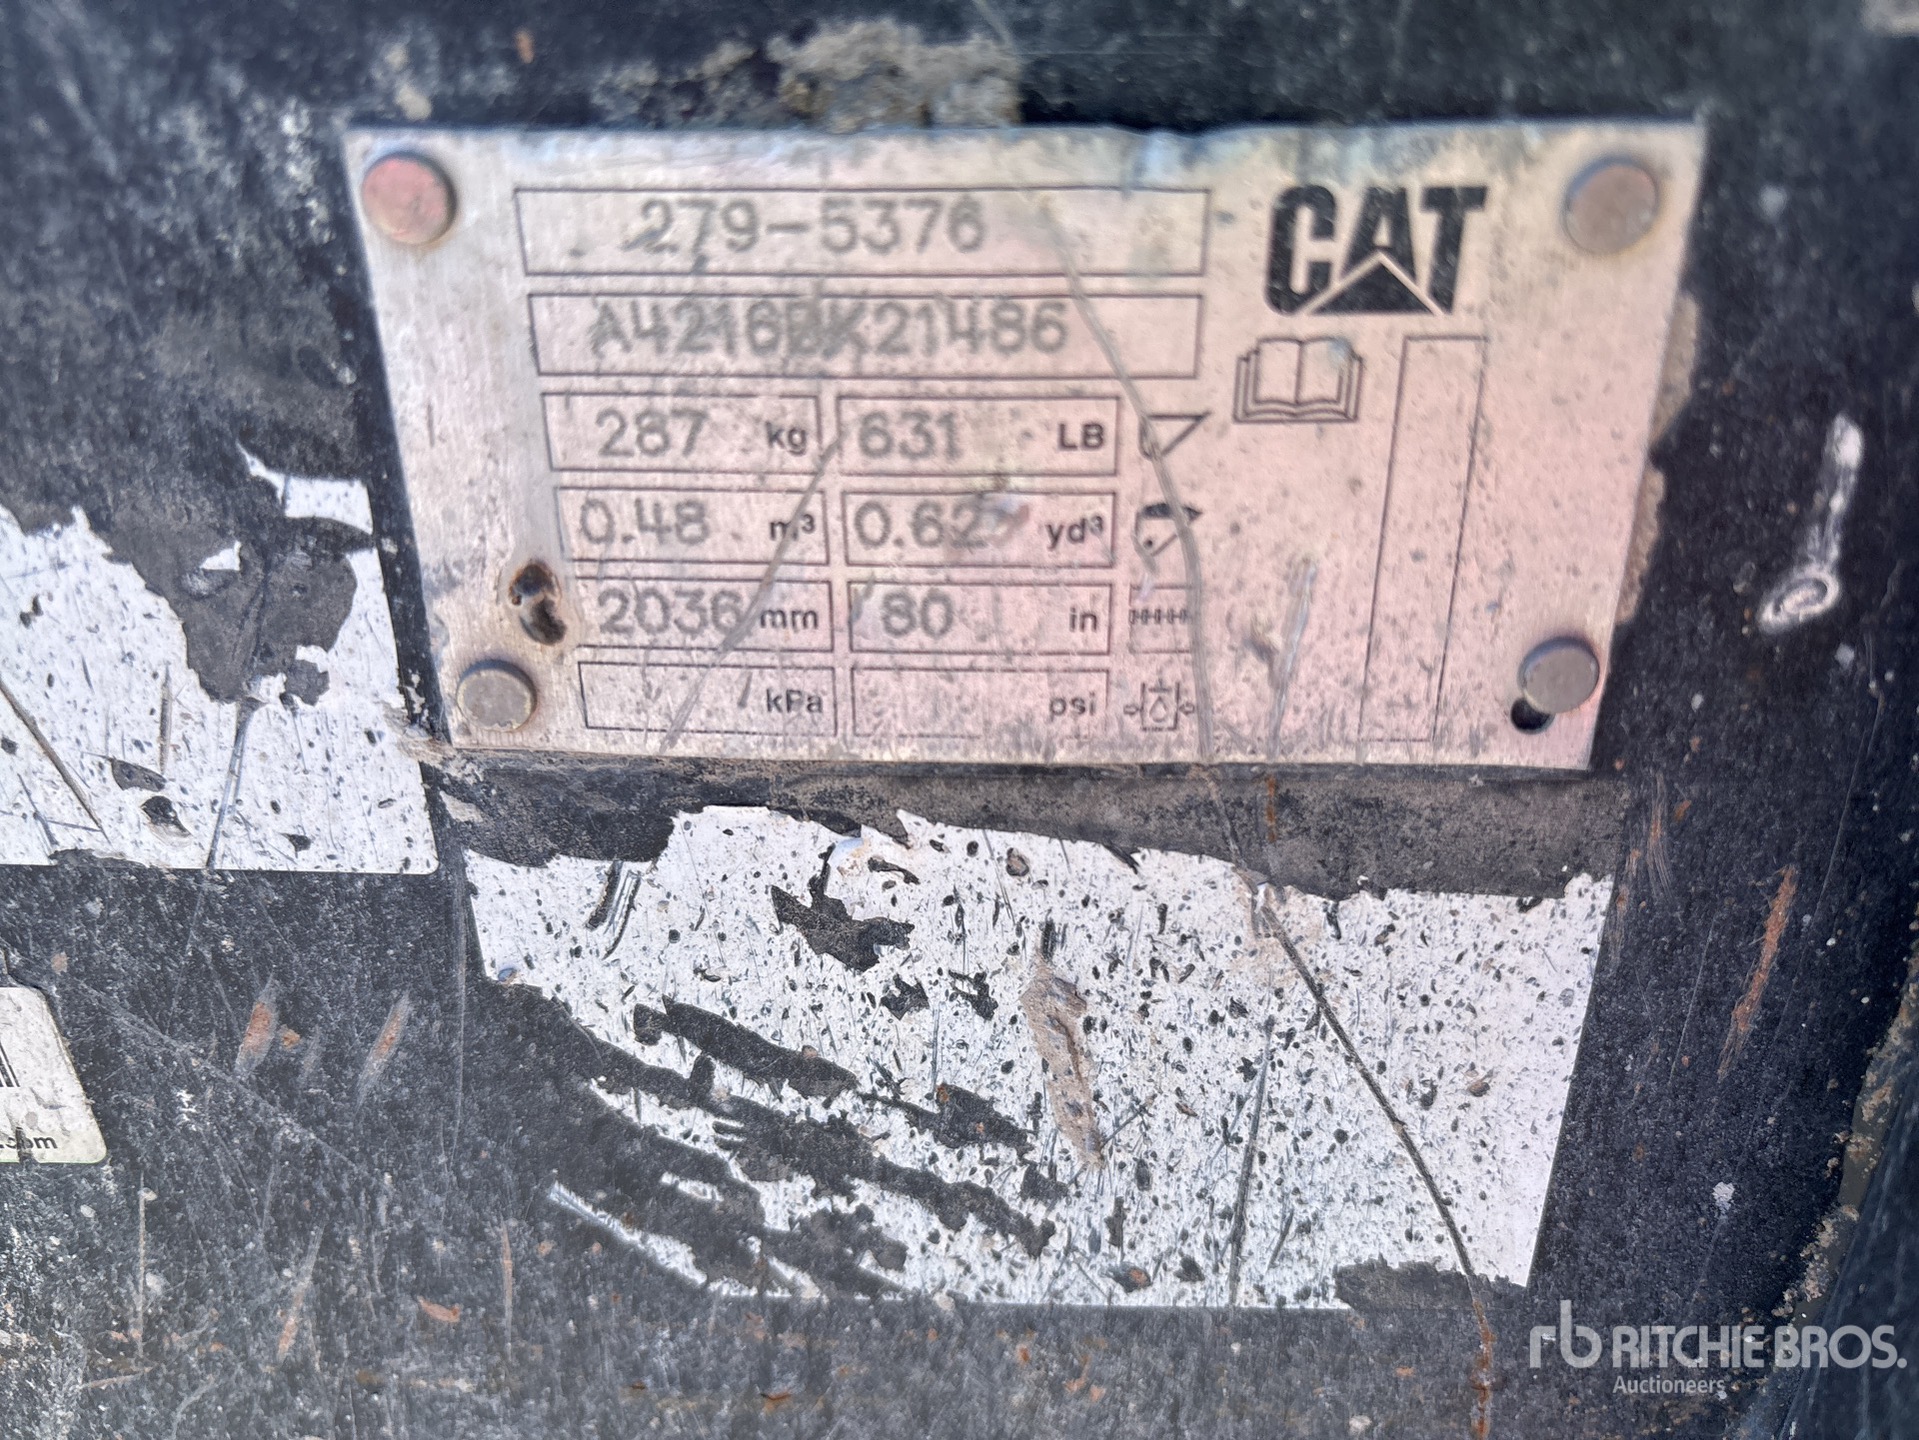 279-5376
CAT
A4216BK21486
287 kg 631 LB
0.48 m³ 0.62 yd³
2036 mm 80 in
kPa psi
rb RITCHIE BROS.
Auctioneers